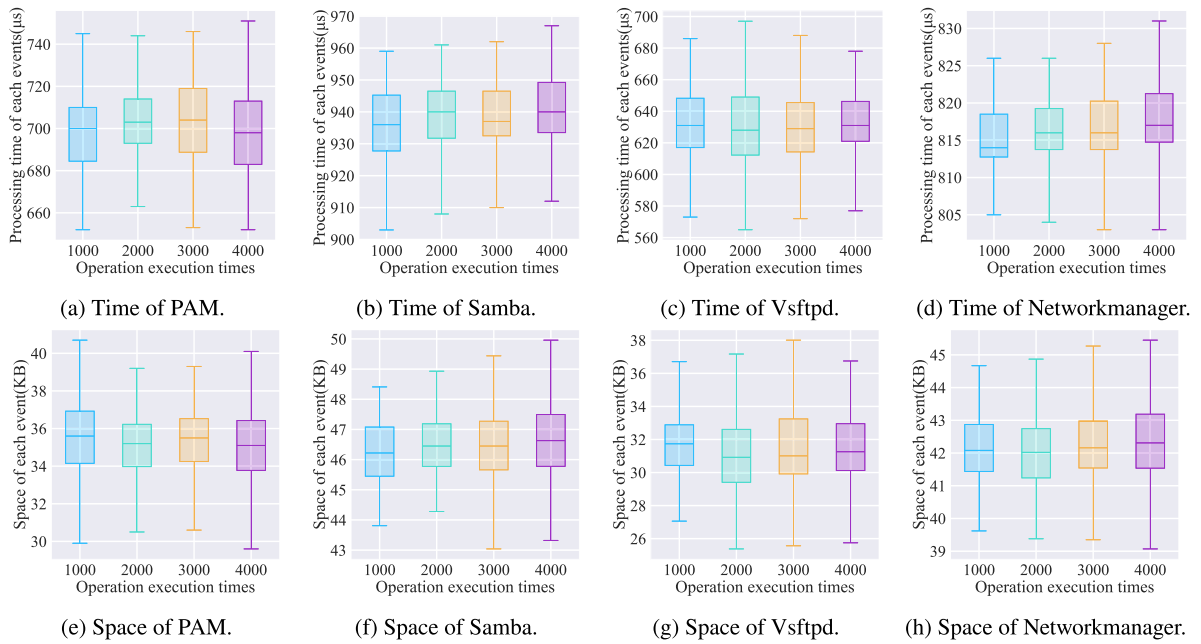 Processing time of each events(μs)
740
720
700
680
660
1000 2000 3000 4000
Operation execution times
(a) Time of PAM.
Processing time of each events(μs)
970
960
950
940
930
920
910
900
1000 2000 3000 4000
Operation execution times
(b) Time of Samba.
Processing time of each events(μs)
700
680
660
640
620
600
580
560
1000 2000 3000 4000
Operation execution times
(c) Time of Vsftpd.
Processing time of each events(μs)
830
825
820
815
810
805
1000 2000 3000 4000
Operation execution times
(d) Time of Networkmanager.
Space of each event(KB)
40
38
36
34
32
30
1000 2000 3000 4000
Operation execution times
(e) Space of PAM.
Space of each event(KB)
50
49
48
47
46
45
44
43
1000 2000 3000 4000
Operation execution times
(f) Space of Samba.
Space of each event(KB)
38
36
34
32
30
28
26
1000 2000 3000 4000
Operation execution times
(g) Space of Vsftpd.
Space of each event(KB)
45
44
43
42
41
40
39
1000 2000 3000 4000
Operation execution times
(h) Space of Networkmanager.